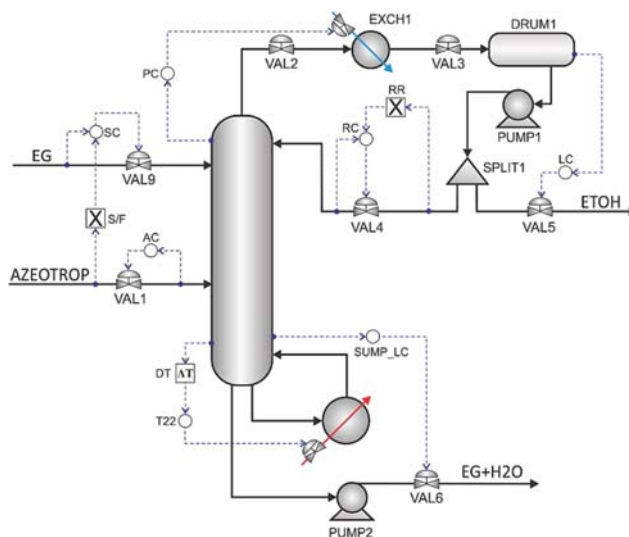 EXCH1
DRUM1
PC
VAL2
VAL3
RR
X
PUMP1
SC
RC
EG
VAL9
SPLIT1
LC
VAL4
VAL5
ETOH
X
S/F
AC
AZEOTROP
VAL1
SUMP_LC
DT
ΔT
T22
EG+H2O
VAL6
PUMP2